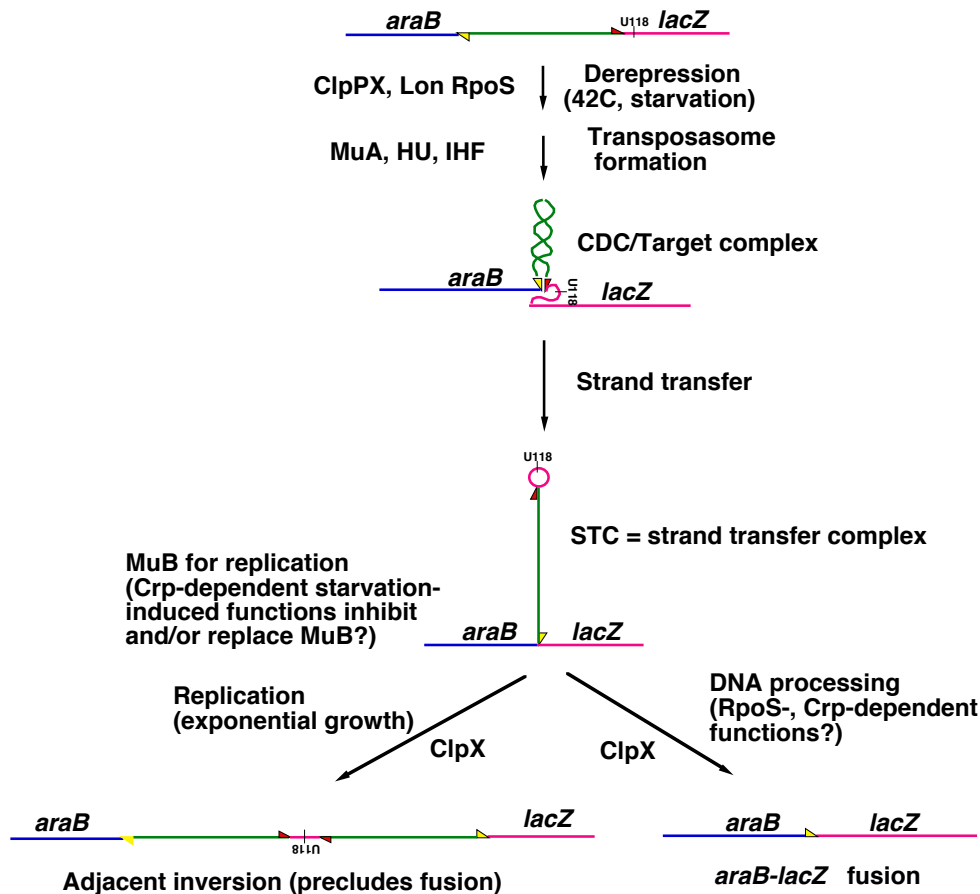 araB
U118
lacZ
ClpPX, Lon RpoS
Derepression
(42C, starvation)
MuA, HU, IHF
Transposasome
formation
CDC/Target complex
araB
U118
lacZ
Strand transfer
U118
STC = strand transfer complex
MuB for replication
(Crp-dependent starvation-
induced functions inhibit
and/or replace MuB?)
araB
lacZ
Replication
(exponential growth)
ClpX
DNA processing
(RpoS-, Crp-dependent
functions?)
ClpX
araB
U118
lacZ
Adjacent inversion (precludes fusion)
araB
lacZ
araB-lacZ fusion